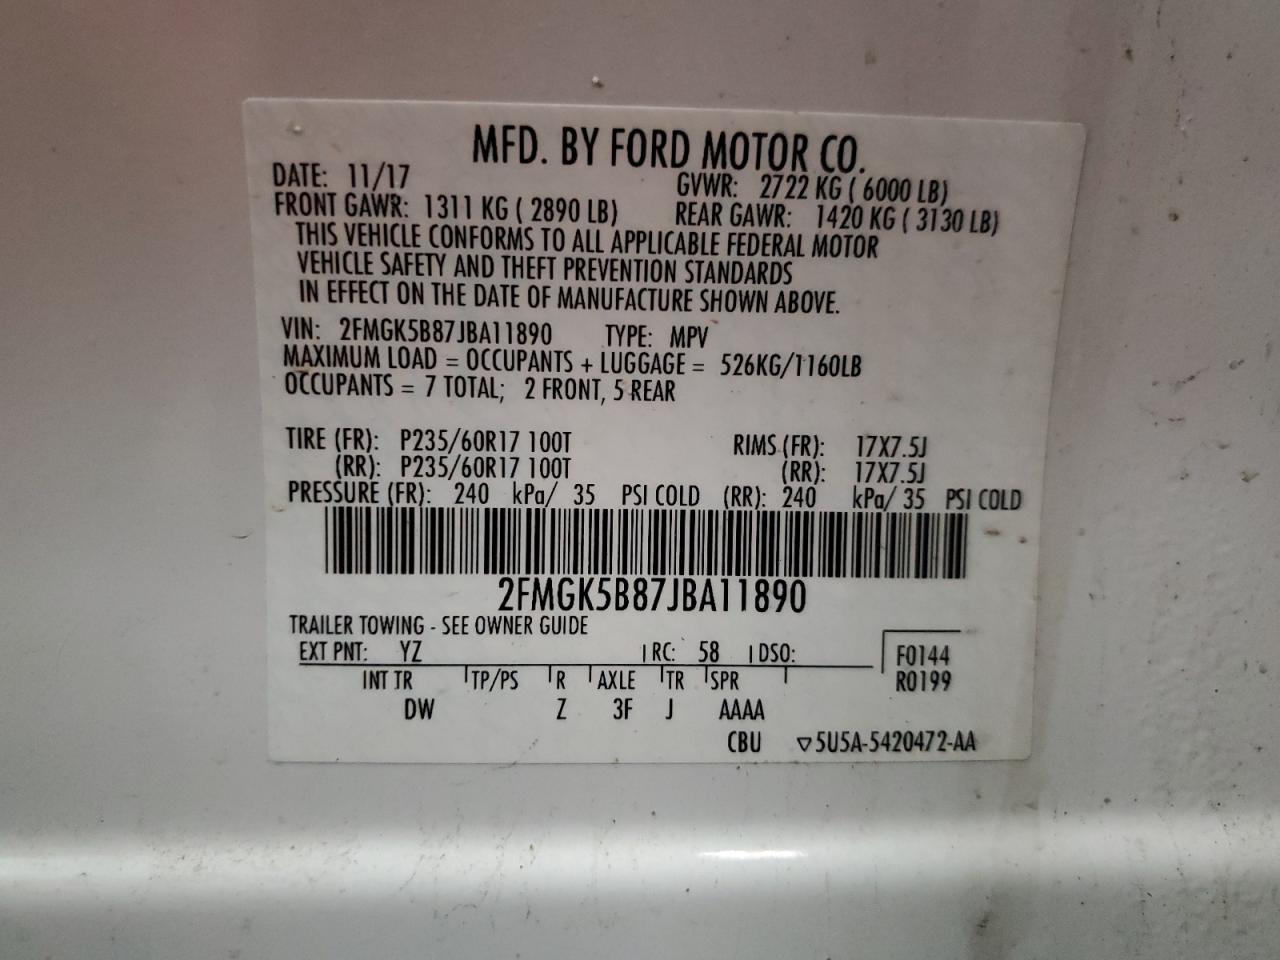 MFD. BY FORD MOTOR CO.
DATE: 11/17 GVWR: 2722 KG ( 6000 LB)
FRONT GAWR: 1311 KG ( 2890 LB) REAR GAWR: 1420 KG ( 3130 LB)
THIS VEHICLE CONFORMS TO ALL APPLICABLE FEDERAL MOTOR
VEHICLE SAFETY AND THEFT PREVENTION STANDARDS
IN EFFECT ON THE DATE OF MANUFACTURE SHOWN ABOVE.
VIN: 2FMGK5B87JBA11890 TYPE: MPV
MAXIMUM LOAD = OCCUPANTS + LUGGAGE = 526KG/1160LB
OCCUPANTS = 7 TOTAL; 2 FRONT, 5 REAR
TIRE (FR): P235/60R17 100T RIMS (FR): 17X7.5J
(RR): P235/60R17 100T (RR): 17X7.5J
PRESSURE (FR): 240 kPa/ 35 PSI COLD (RR): 240 kPa/ 35 PSI COLD
2FMGK5B87JBA11890
TRAILER TOWING - SEE OWNER GUIDE
EXT PNT: YZ RC: 58 DSO: F0144
INT TR TP/PS R AXLE TR SPR R0199
DW Z 3F J AAAA
CBU ▽5U5A-5420472-AA